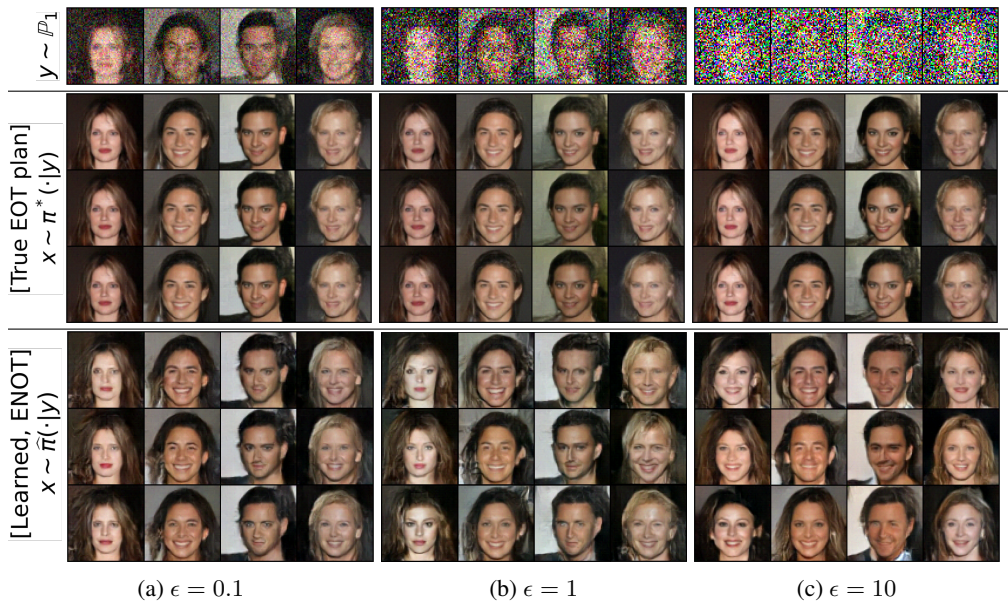 y ~ ℙ₁
[True EOT plan]
x ~ π*(·|y)
[Learned, ENOT]
x ~ π̂(·|y)
(a) ϵ = 0.1
(b) ϵ = 1
(c) ϵ = 10